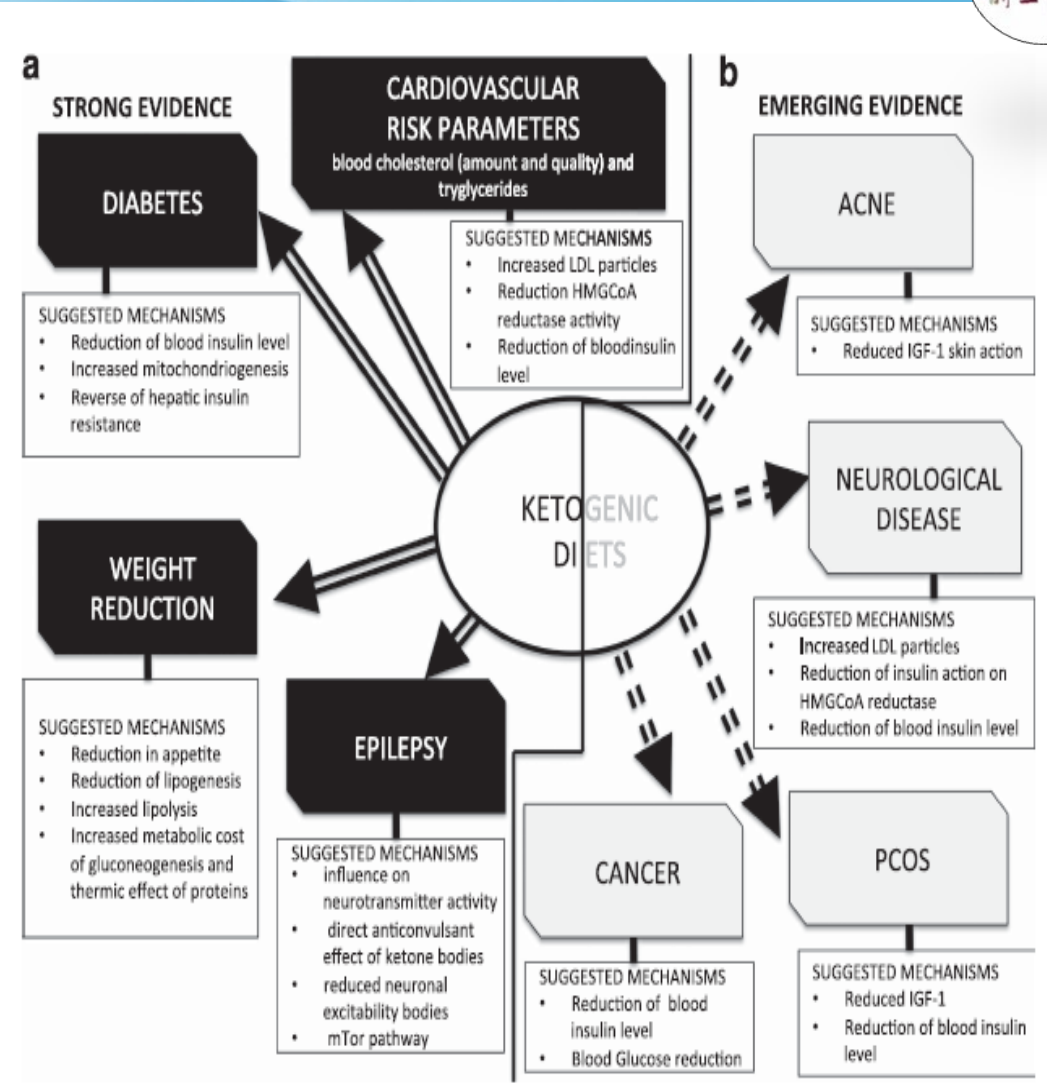 a
STRONG EVIDENCE
DIABETES
SUGGESTED MECHANISMS
• Reduction of blood insulin level
• Increased mitochondriogenesis
• Reverse of hepatic insulin
resistance
CARDIOVASCULAR
RISK PARAMETERS
blood cholesterol (amount and quality) and
tryglycerides
SUGGESTED MECHANISMS
• Increased LDL particles
• Reduction HMGCoA
reductase activity
• Reduction of bloodinsulin
level
WEIGHT
REDUCTION
SUGGESTED MECHANISMS
• Reduction in appetite
• Reduction of lipogenesis
• Increased lipolysis
• Increased metabolic cost
of gluconeogenesis and
thermic effect of proteins
EPILEPSY
SUGGESTED MECHANISMS
• influence on
neurotransmitter activity
• direct anticonvulsant
effect of ketone bodies
• reduced neuronal
excitability bodies
• mTor pathway
KETOGENIC
DIETS
b
EMERGING EVIDENCE
ACNE
SUGGESTED MECHANISMS
• Reduced IGF-1 skin action
NEUROLOGICAL
DISEASE
SUGGESTED MECHANISMS
• Increased LDL particles
• Reduction of insulin action on
HMGCoA reductase
• Reduction of blood insulin level
CANCER
SUGGESTED MECHANISMS
• Reduction of blood
insulin level
• Blood Glucose reduction
PCOS
SUGGESTED MECHANISMS
• Reduced IGF-1
• Reduction of blood insulin
level